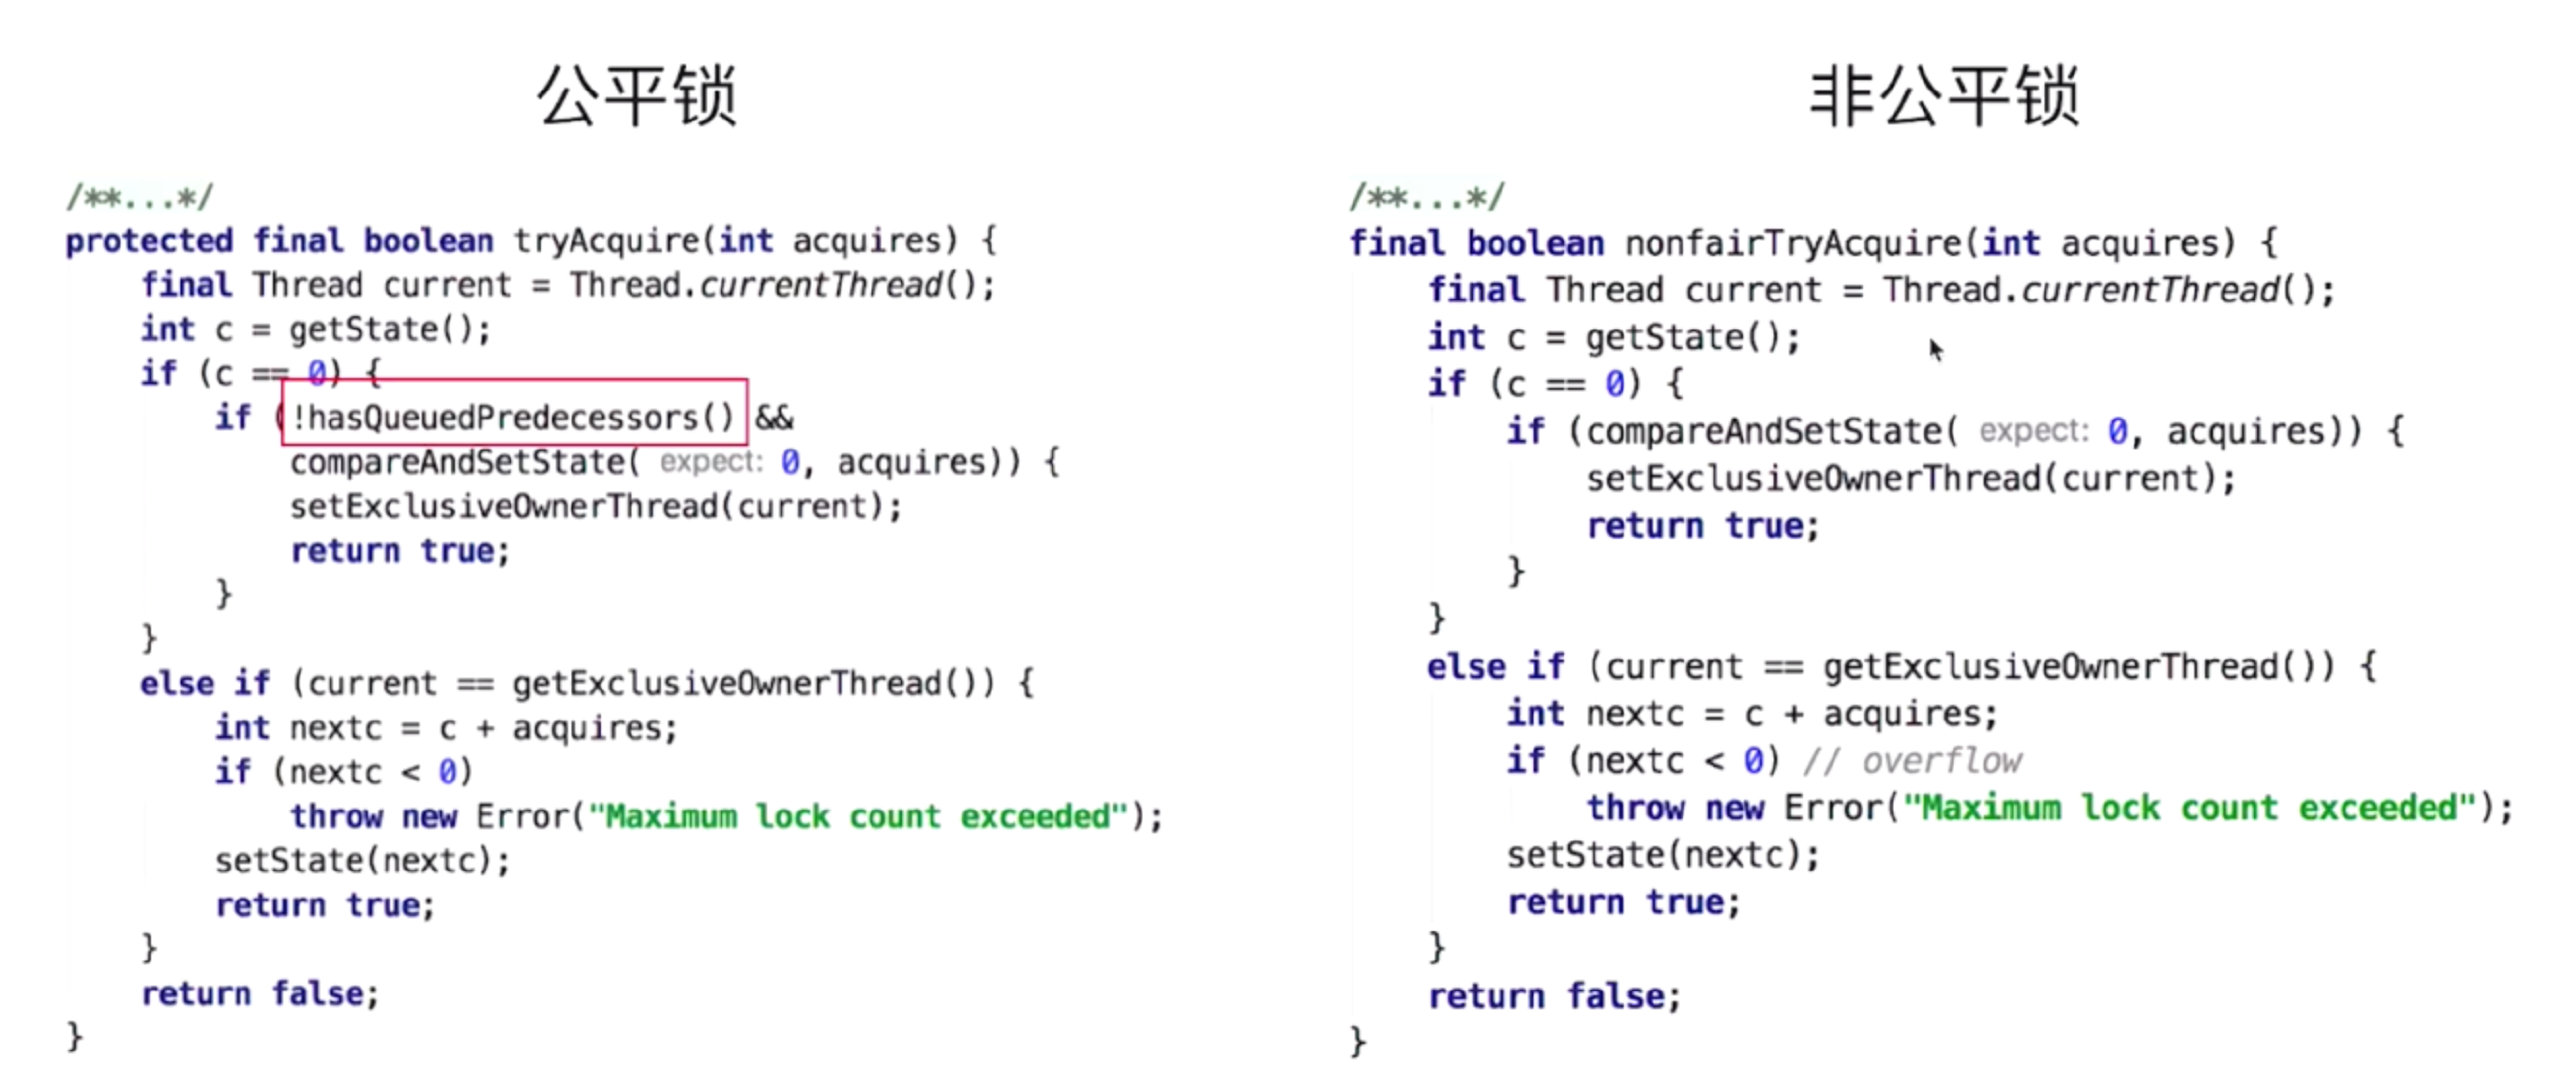 公平锁
/**...*/
protected final boolean tryAcquire(int acquires) {
    final Thread current = Thread.currentThread();
    int c = getState();
    if (c == 0) {
        if (!hasQueuedPredecessors() &&
            compareAndSetState( expect: 0, acquires)) {
            setExclusiveOwnerThread(current);
            return true;
        }
    }
    else if (current == getExclusiveOwnerThread()) {
        int nextc = c + acquires;
        if (nextc < 0)
            throw new Error("Maximum lock count exceeded");
        setState(nextc);
        return true;
    }
    return false;
}
非公平锁
/**...*/
final boolean nonfairTryAcquire(int acquires) {
    final Thread current = Thread.currentThread();
    int c = getState();
    if (c == 0) {
        if (compareAndSetState( expect: 0, acquires)) {
            setExclusiveOwnerThread(current);
            return true;
        }
    }
    else if (current == getExclusiveOwnerThread()) {
        int nextc = c + acquires;
        if (nextc < 0) // overflow
            throw new Error("Maximum lock count exceeded");
        setState(nextc);
        return true;
    }
    return false;
}